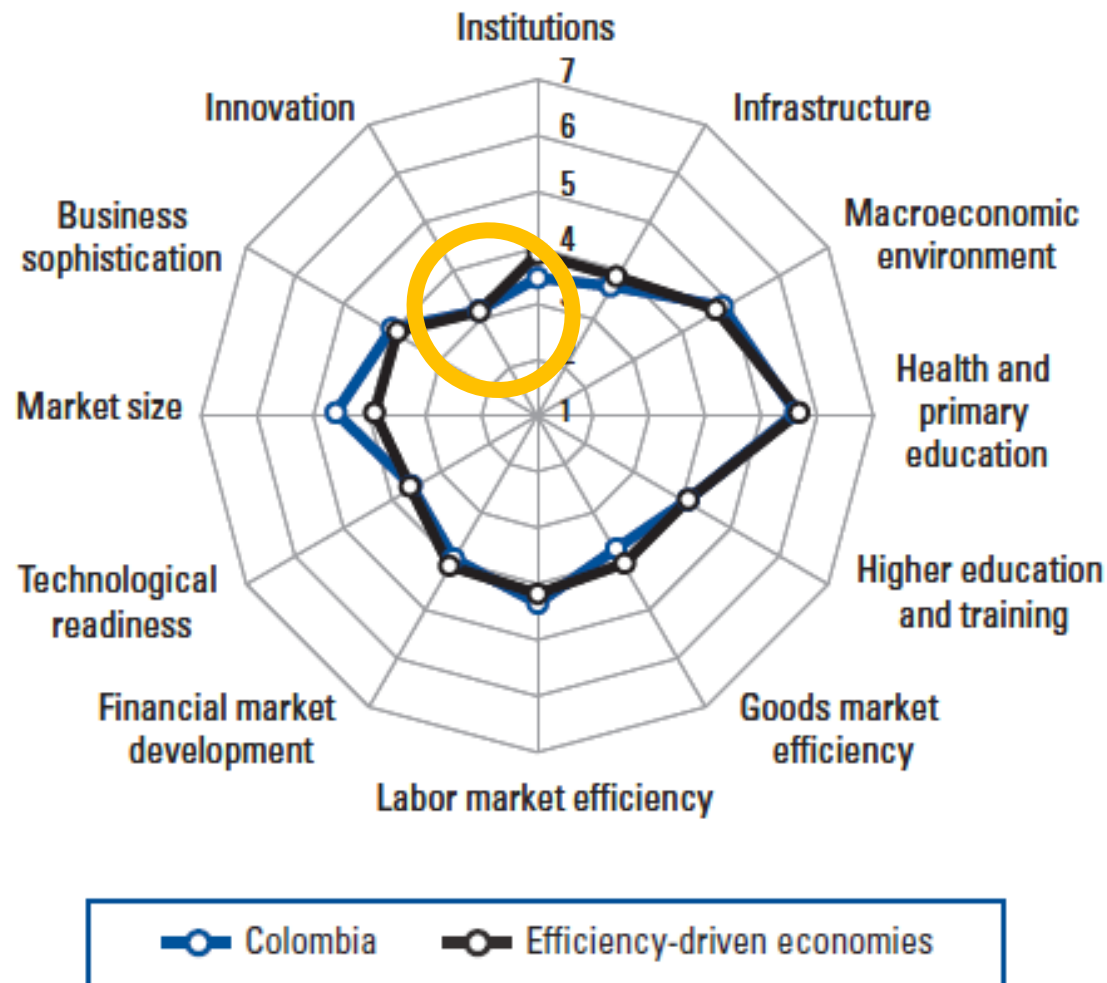 Institutions
7
Innovation
Infrastructure
6
5
Business
sophistication
Macroeconomic
environment
4
Market size
Health and
primary
education
1
Technological
readiness
Higher education
and training
Financial market
development
Goods market
efficiency
Labor market efficiency
Colombia
Efficiency-driven economies